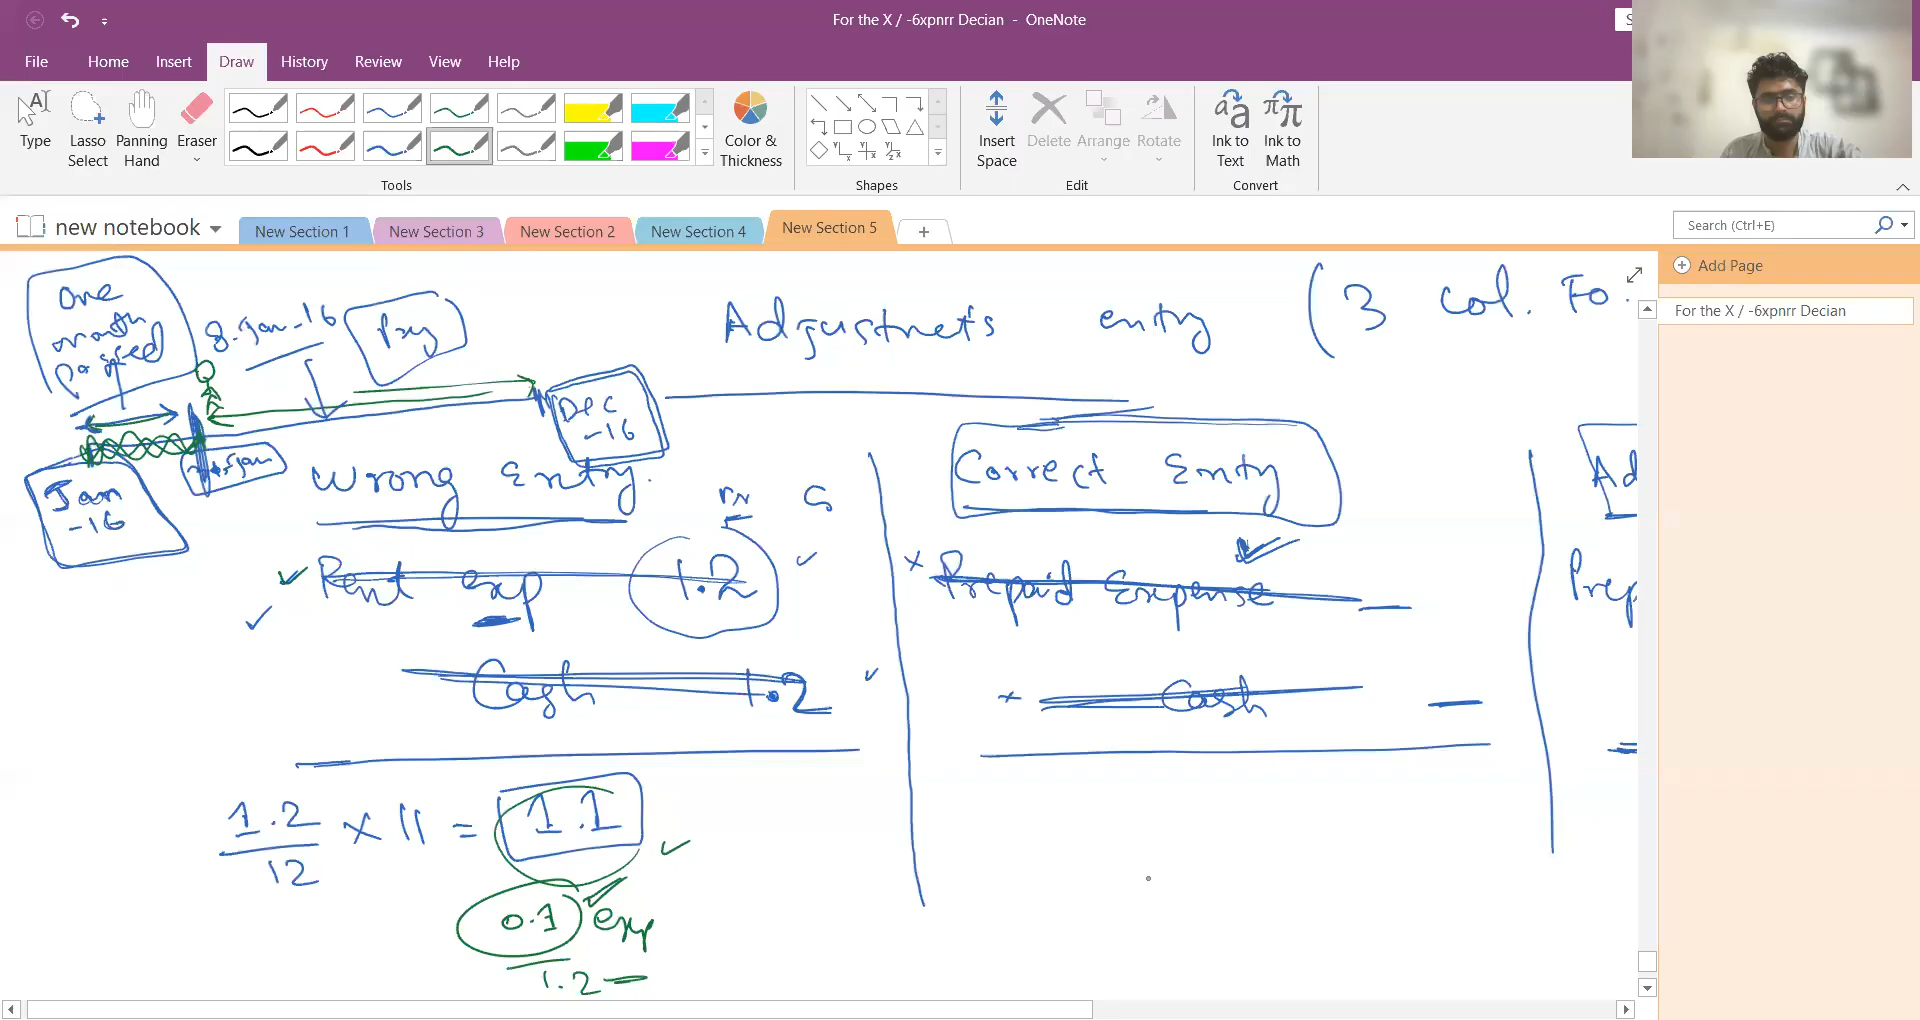 For the X / -6xpnrr Decian - OneNote
File Home Insert Draw History Review View Help
Type
Lasso Select
Panning Hand
Eraser
Color & Thickness
Insert Space
Delete
Arrange
Rotate
Ink to Text
Ink to Math
Tools
Shapes
Edit
Convert
new notebook
New Section 1
New Section 3
New Section 2
New Section 4
New Section 5
Search (Ctrl+E)
Add Page
For the X / -6xpnrr Decian
one
month
passed
8-Jan-16
Pay
Adjustnets entry (3 col. Fo.
Dec
-16
Jan
-16
Wrong Entry.
Correct Entry
Ad
Rent exp 1.2
Cash 1.2
Prepaid Expense
Cash
Prep
1.2
12
x 11 = 1.1
0.1 exp
1.2